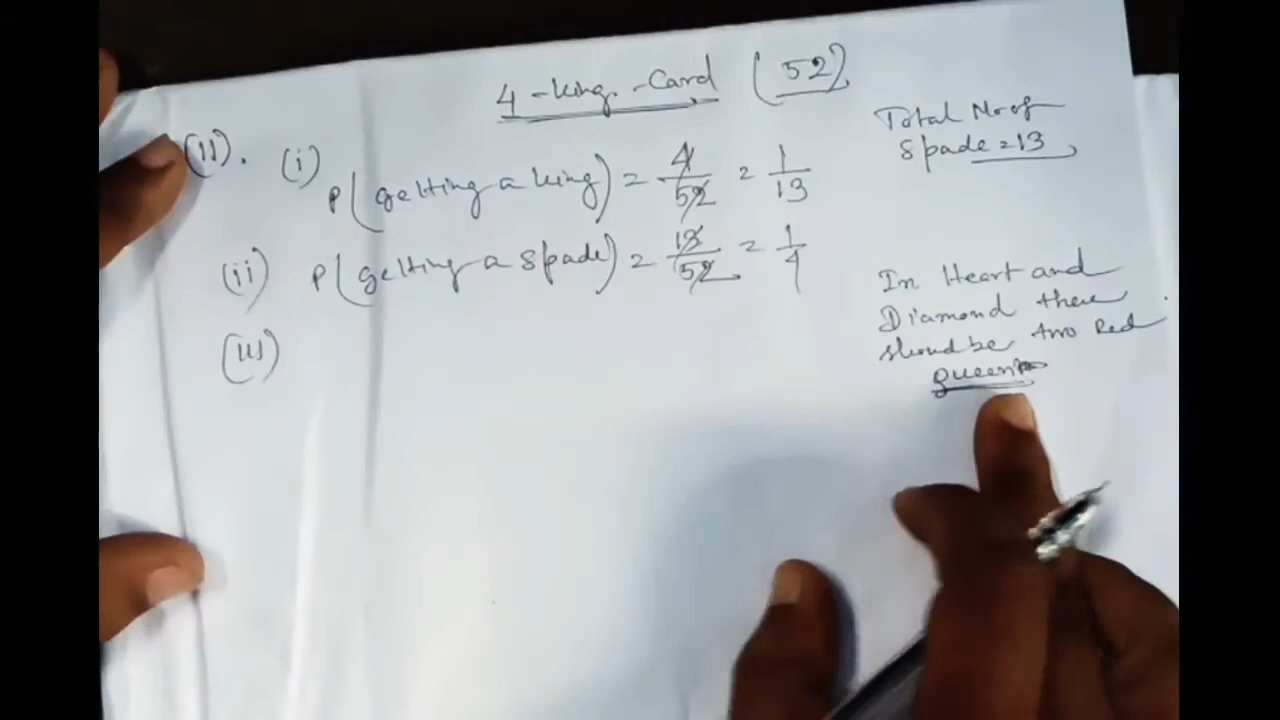 4-King-Card (52)
Total No of
Spade = 13
(11). (i) P(getting a king) = 4/52 = 1/13
(ii) P(getting a spade) = 13/52 = 1/4
In Heart and
Diamond there
should be two Red
queen
(iii)